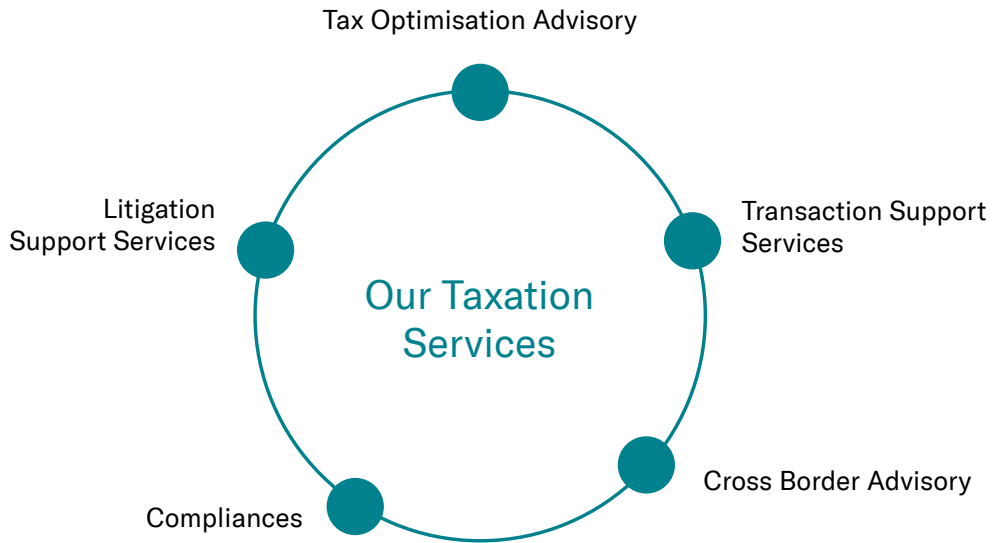 Tax Optimisation Advisory
Litigation
Support Services
Transaction Support
Services
Our Taxation
Services
Cross Border Advisory
Compliances